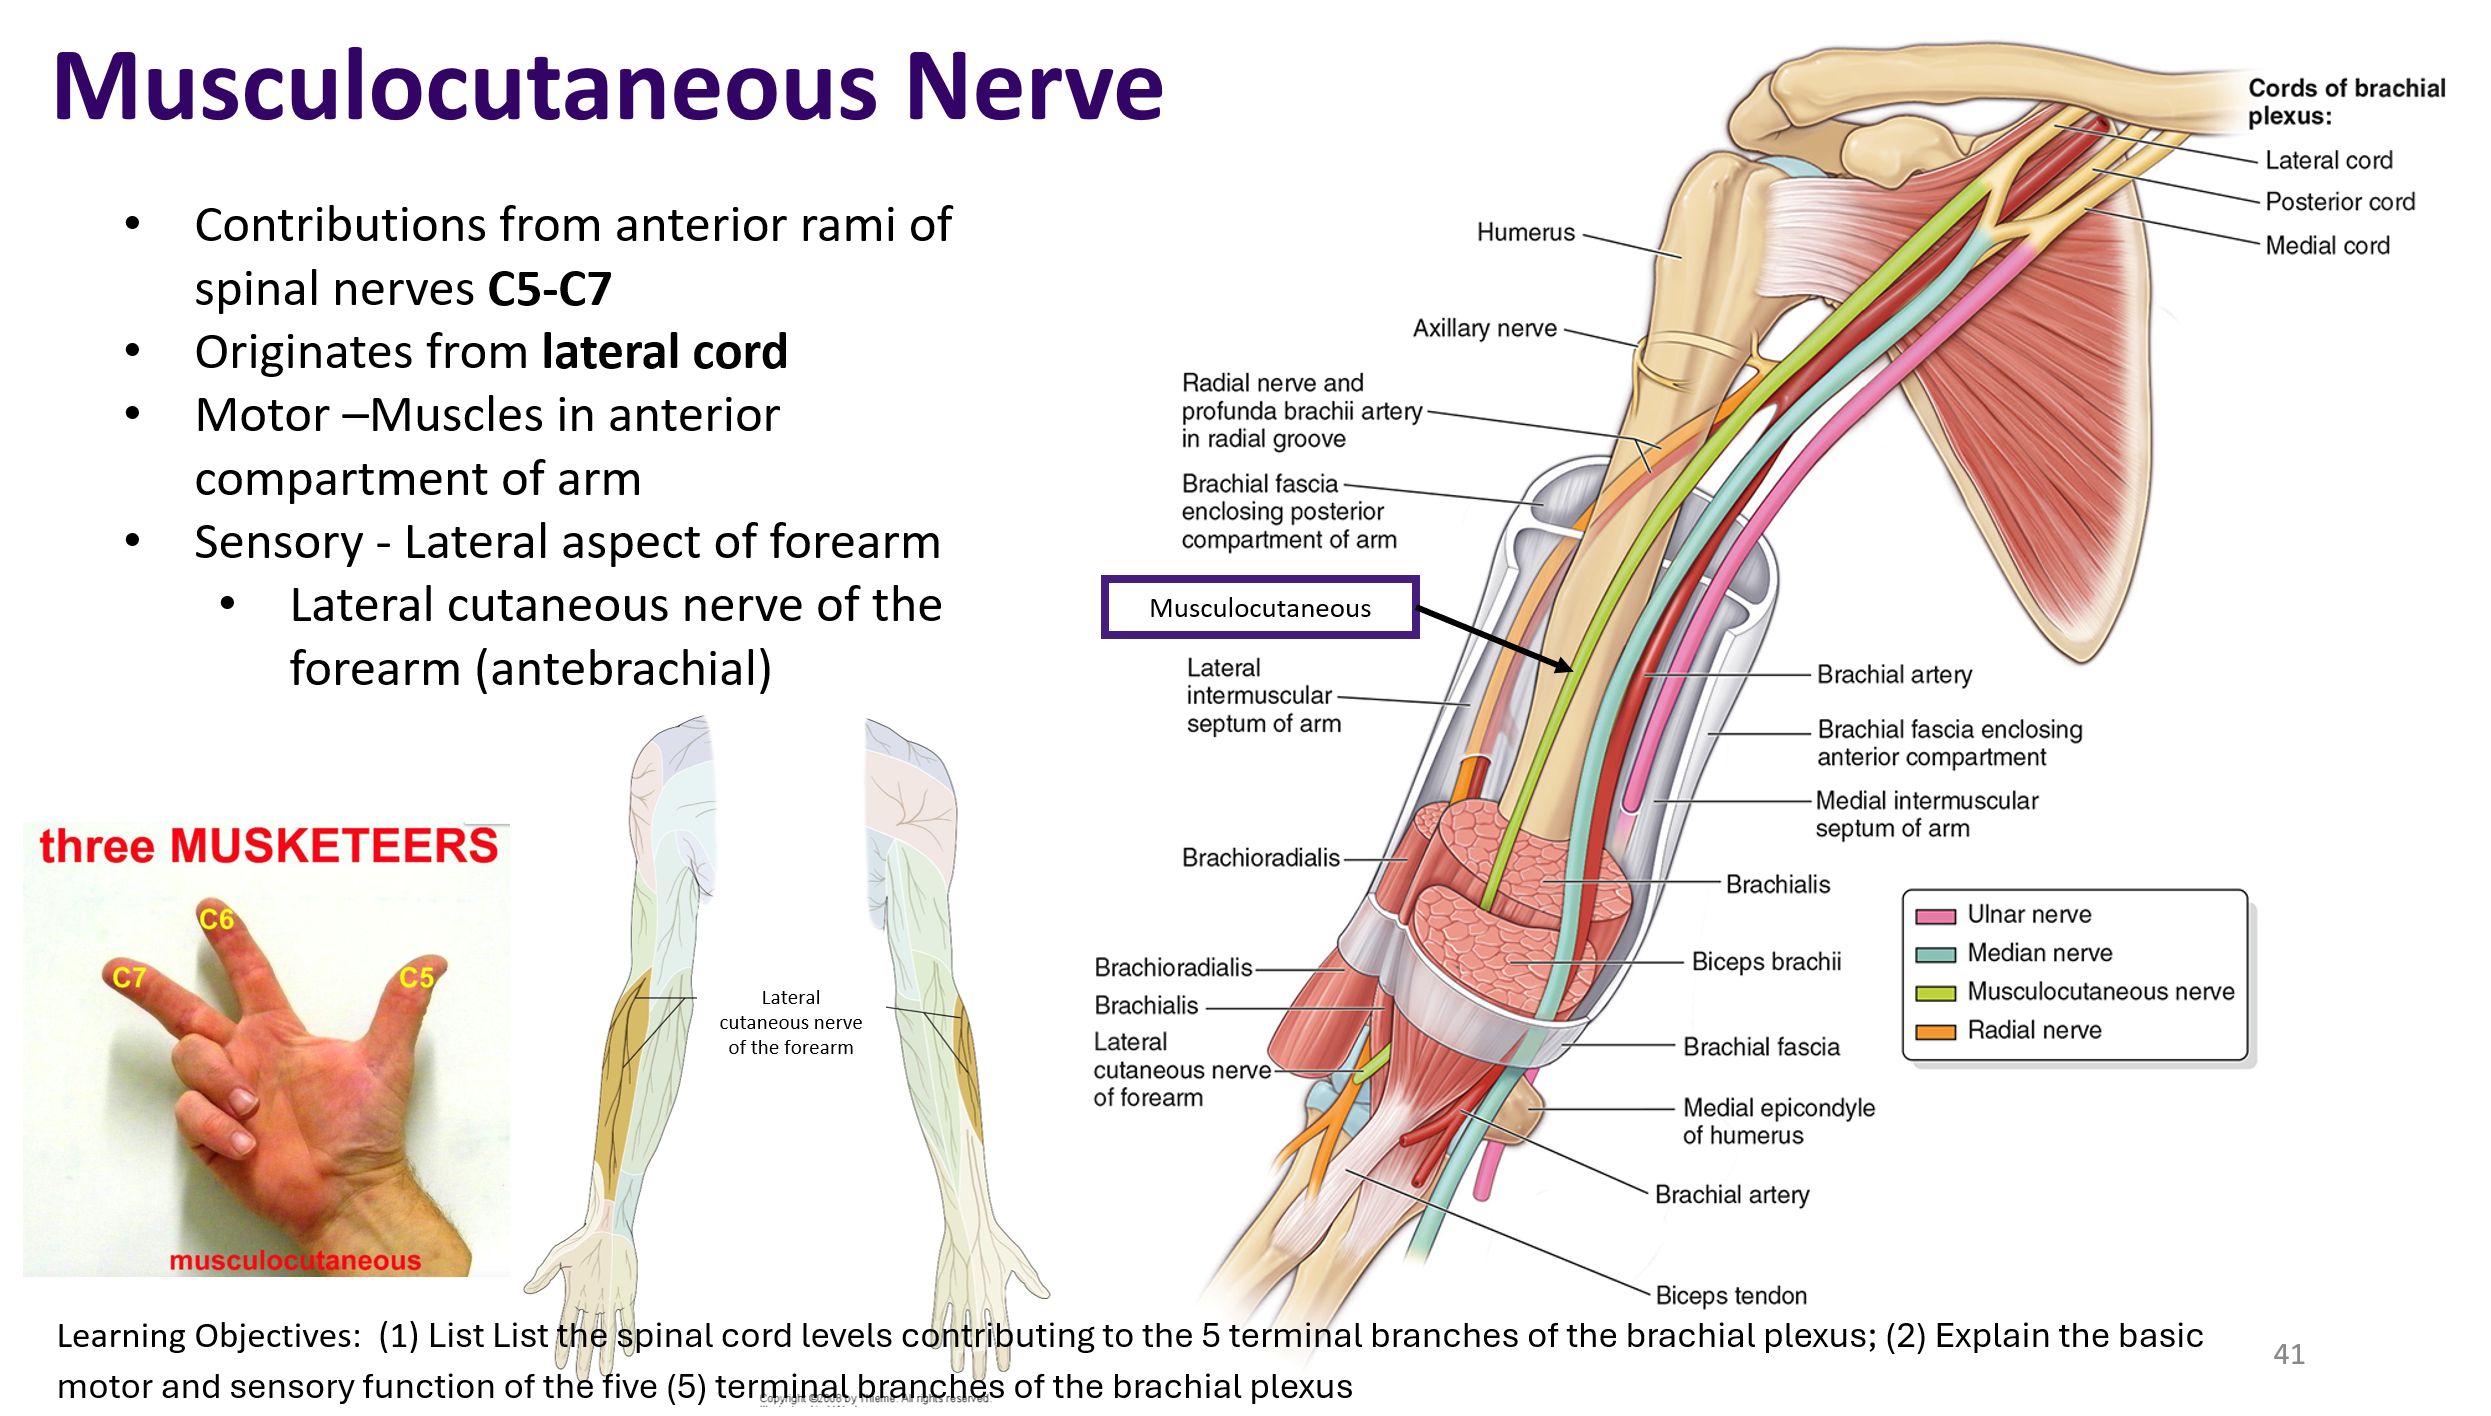 Musculocutaneous Nerve
• Contributions from anterior rami of
spinal nerves C5-C7
• Originates from lateral cord
• Motor –Muscles in anterior
compartment of arm
• Sensory - Lateral aspect of forearm
• Lateral cutaneous nerve of the
forearm (antebrachial)
three MUSKETEERS
C6
C7
C5
musculocutaneous
Lateral
cutaneous nerve
of the forearm
Cords of brachial
plexus:
Lateral cord
Posterior cord
Medial cord
Humerus
Axillary nerve
Radial nerve and
profunda brachii artery
in radial groove
Brachial fascia
enclosing posterior
compartment of arm
Musculocutaneous
Lateral
intermuscular
septum of arm
Brachioradialis
Brachioradialis
Brachialis
Lateral
cutaneous nerve
of forearm
Brachial artery
Brachial fascia enclosing
anterior compartment
Medial intermuscular
septum of arm
Brachialis
Biceps brachii
Brachial fascia
Medial epicondyle
of humerus
Brachial artery
Biceps tendon
Ulnar nerve
Median nerve
Musculocutaneous nerve
Radial nerve
Learning Objectives: (1) List List the spinal cord levels contributing to the 5 terminal branches of the brachial plexus; (2) Explain the basic
motor and sensory function of the five (5) terminal branches of the brachial plexus
41
Copyright ©2008 by Thieme. All rights reserved.